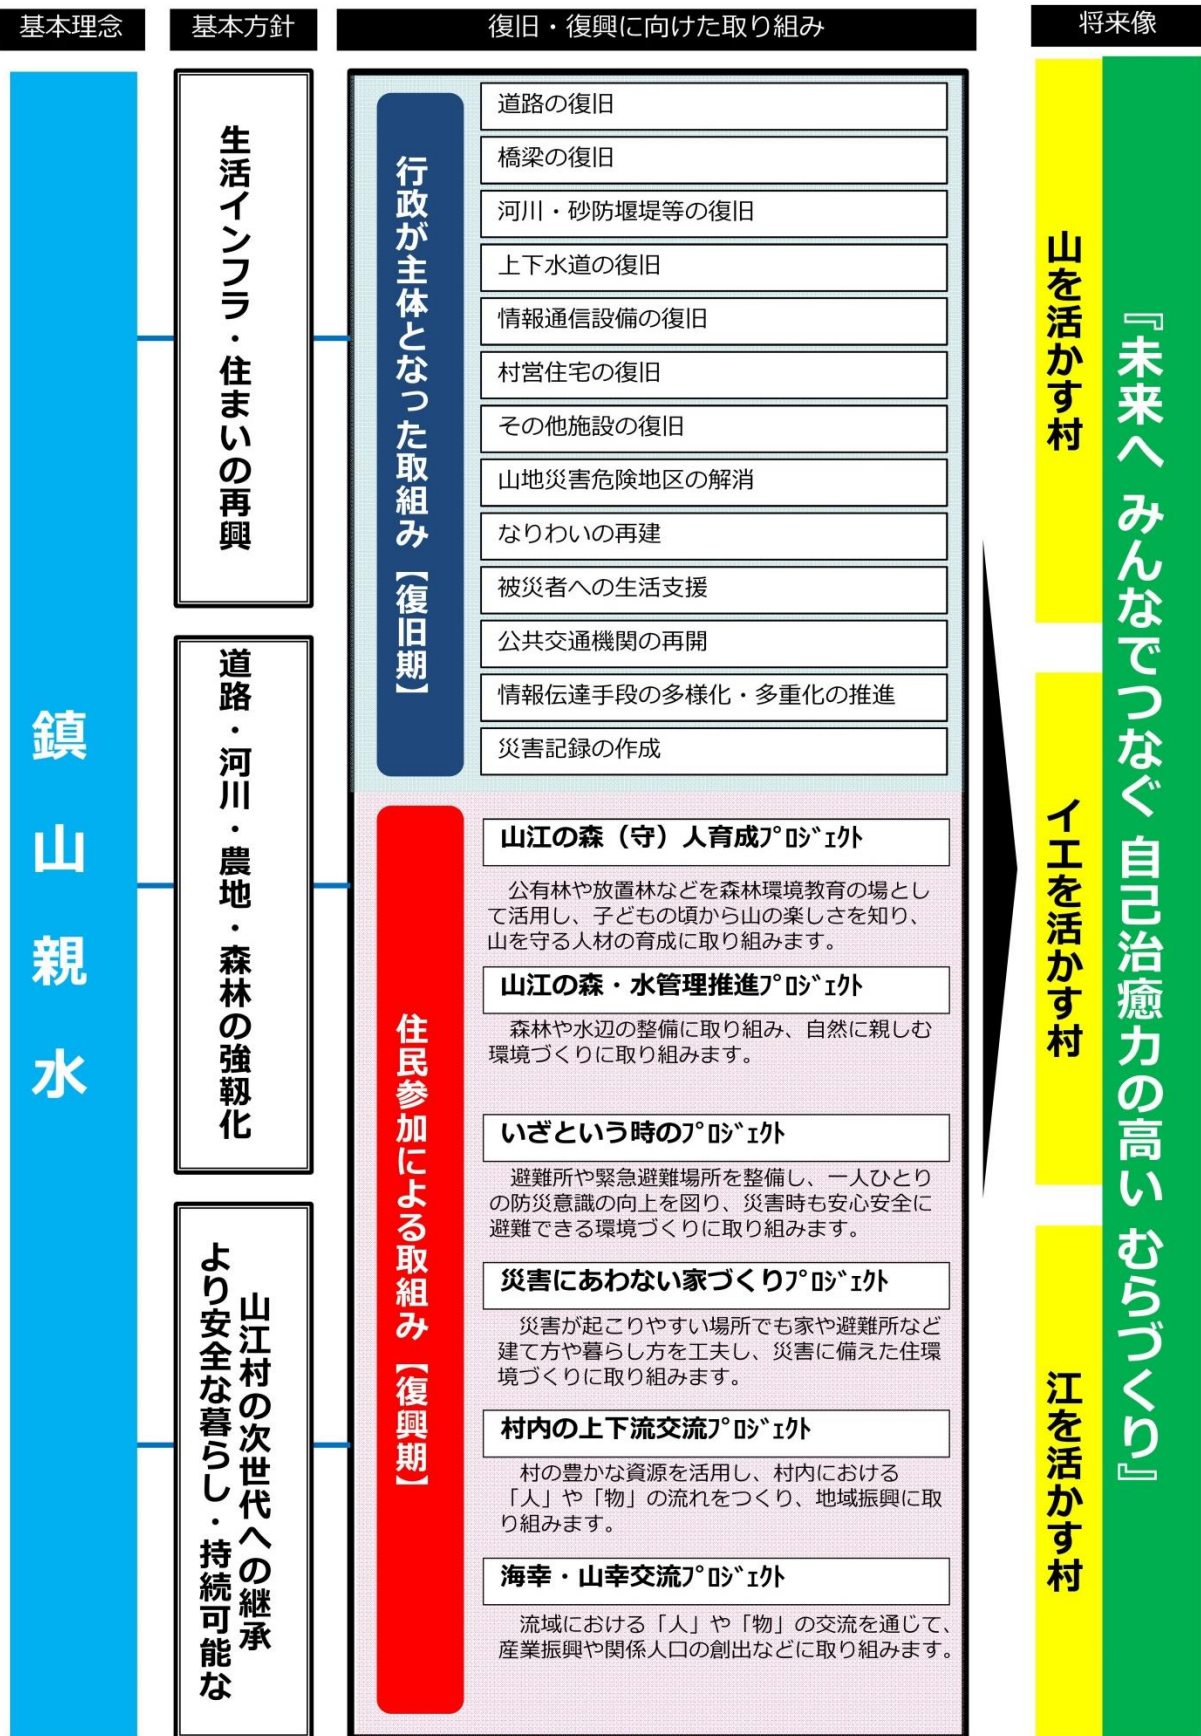 基本理念
基本方針
復旧・復興に向けた取り組み
将来像
鎮山親水
生活インフラ・住まいの再興
道路・河川・農地・森林の強靱化
より安全な暮らし・持続可能な
山江村の次世代への継承
行政が主体となった取組み【復旧期】
道路の復旧
橋梁の復旧
河川・砂防堰堤等の復旧
上下水道の復旧
情報通信設備の復旧
村営住宅の復旧
その他施設の復旧
山地災害危険地区の解消
なりわいの再建
被災者への生活支援
公共交通機関の再開
情報伝達手段の多様化・多重化の推進
災害記録の作成
住民参加による取組み【復興期】
山江の森（守）人育成ﾌﾟﾛｼﾞｪｸﾄ
公有林や放置林などを森林環境教育の場とし
て活用し、子どもの頃から山の楽しさを知り、
山を守る人材の育成に取り組みます。
山江の森・水管理推進ﾌﾟﾛｼﾞｪｸﾄ
森林や水辺の整備に取り組み、自然に親しむ
環境づくりに取り組みます。
いざという時のﾌﾟﾛｼﾞｪｸﾄ
避難所や緊急避難場所を整備し、一人ひとり
の防災意識の向上を図り、災害時も安心安全に
避難できる環境づくりに取り組みます。
災害にあわない家づくりﾌﾟﾛｼﾞｪｸﾄ
災害が起こりやすい場所でも家や避難所など
建て方や暮らし方を工夫し、災害に備えた住環
境づくりに取り組みます。
村内の上下流交流ﾌﾟﾛｼﾞｪｸﾄ
村の豊かな資源を活用し、村内における
「人」や「物」の流れをつくり、地域振興に取
り組みます。
海幸・山幸交流ﾌﾟﾛｼﾞｪｸﾄ
流域における「人」や「物」の交流を通じて、
産業振興や関係人口の創出などに取り組みます。
山を活かす村
イエを活かす村
江を活かす村
『未来へ みんなでつなぐ 自己治癒力の高い むらづくり』